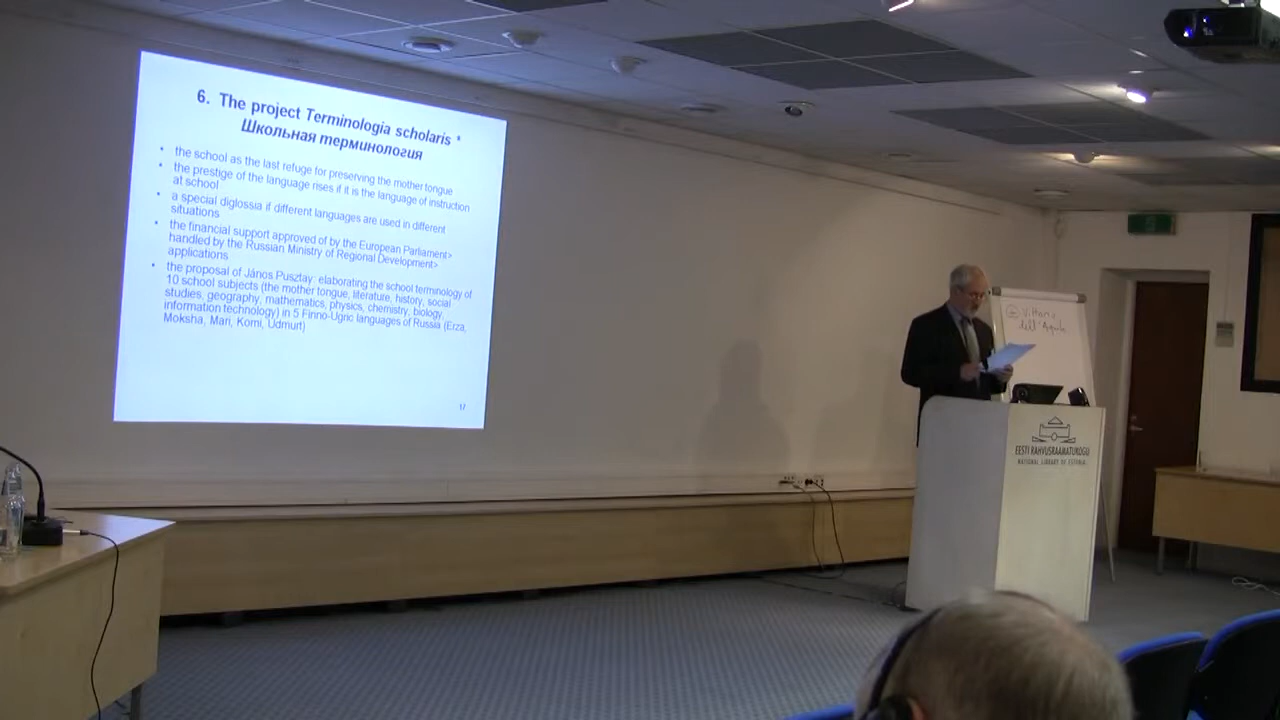 6. The project Terminologia scholaris *
Школьная терминология
• the school as the last refuge for preserving the mother tongue
• the prestige of the language rises if it is the language of instruction
at school
• a special diglossia if different languages are used in different
situations
• the financial support approved of by the European Parliament>
handled by the Russian Ministry of Regional Development>
applications
• the proposal of János Pusztay: elaborating the school terminology of
10 school subjects (the mother tongue, literature, history, social
studies, geography, mathematics, physics, chemistry, biology,
information technology) in 5 Finno-Ugric languages of Russia (Erza,
Moksha, Mari, Komi, Udmurt)
17
Vittorio
dell'Aquila
EESTI RAHVUSRAAMATUKOGU
NATIONAL LIBRARY OF ESTONIA